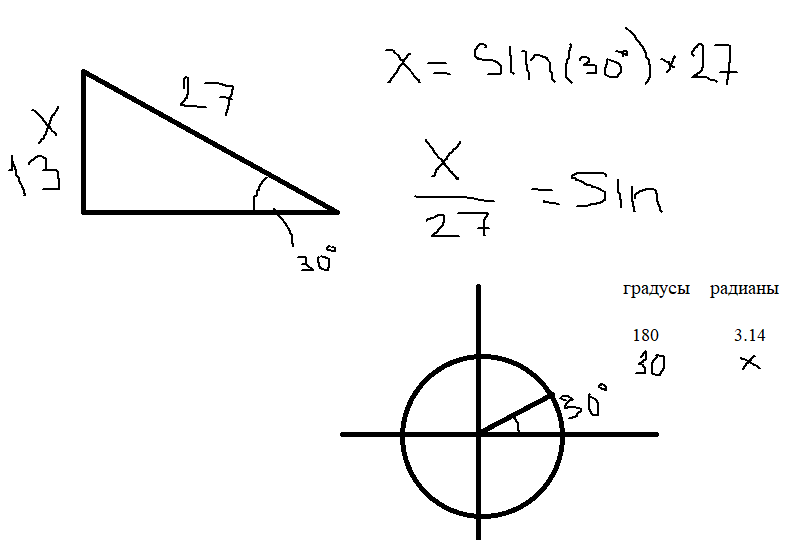 27
x
13
30°
x = sin(30°) × 27
x
27
= sin
градусы радианы
180 3.14
30 x
30°